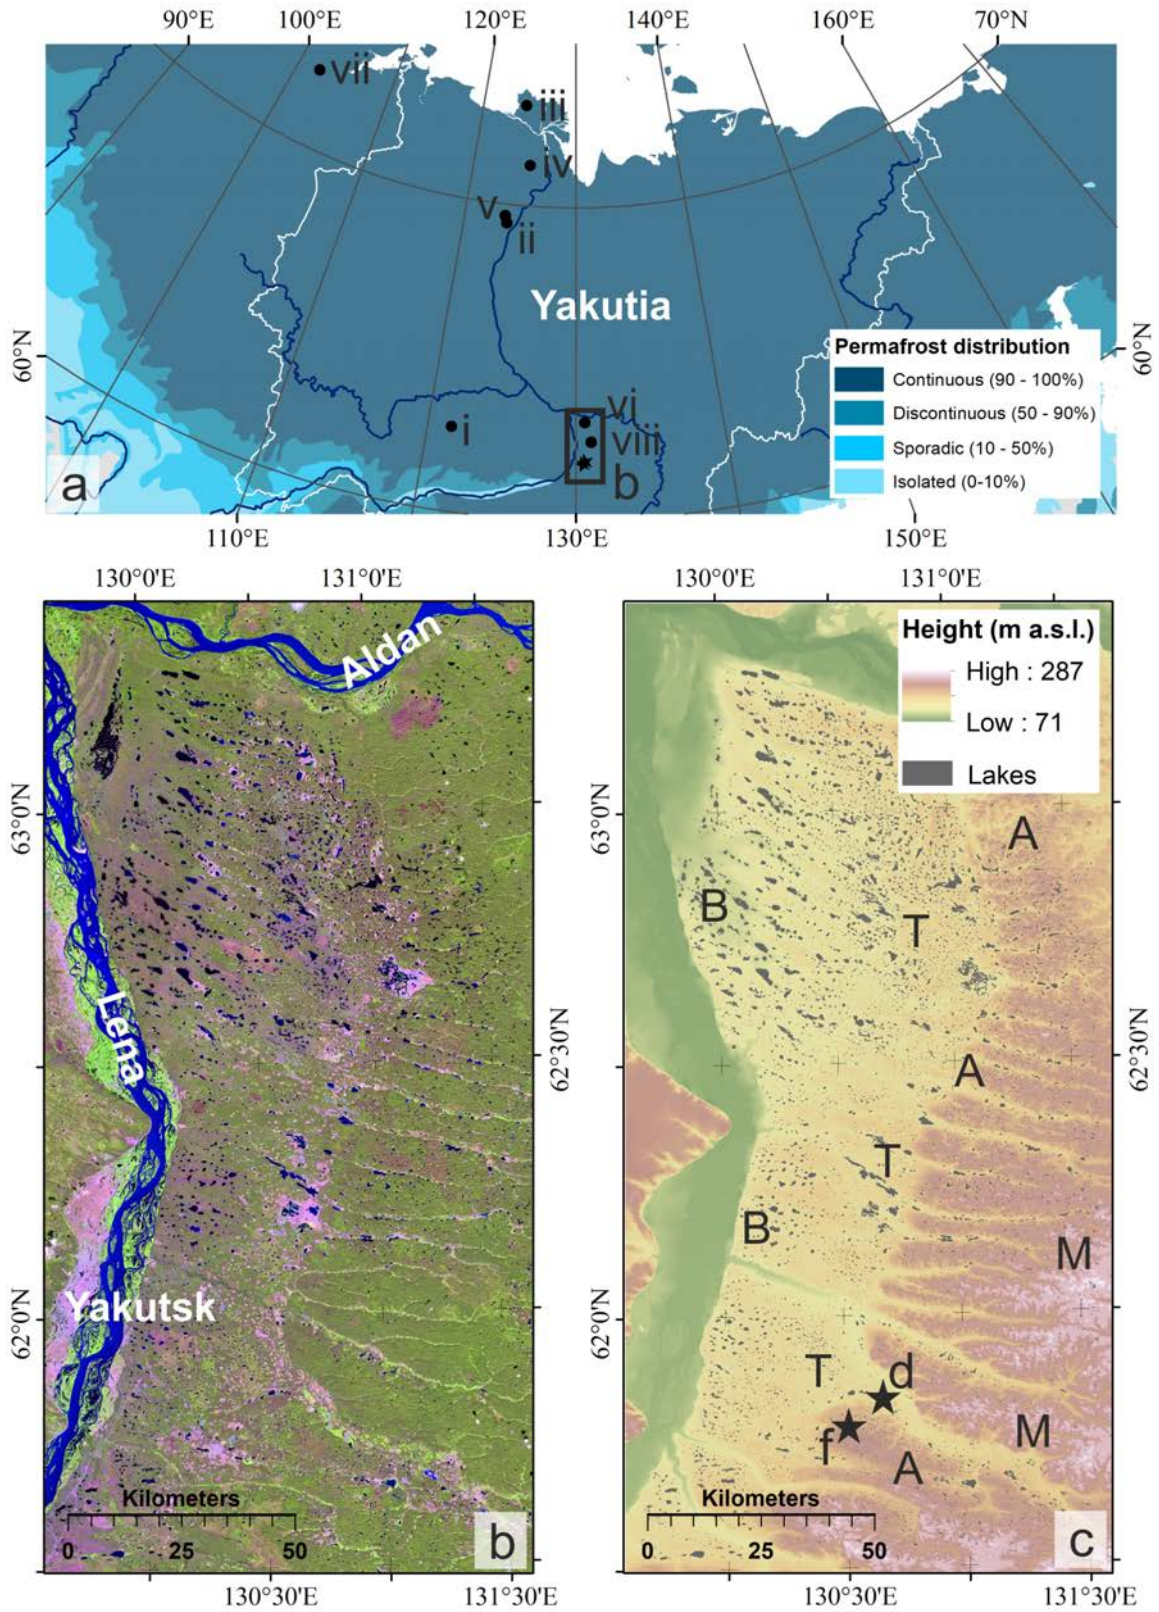 90°E 100°E 120°E 140°E 160°E 70°N
vii
iii
iv
v
ii
Yakutia
60°N
60°N
Permafrost distribution
Continuous (90 - 100%)
Discontinuous (50 - 90%)
Sporadic (10 - 50%)
Isolated (0-10%)
vi
i
viii
b
a
110°E 130°E 150°E
130°0'E 131°0'E
130°0'E 131°0'E
Aldan
Height (m a.s.l.)
High : 287
Low : 71
Lakes
63°0'N
63°0'N
A
B
T
Lena
62°30'N
62°30'N
A
T
B
M
Yakutsk
62°0'N
62°0'N
T
d
f
M
A
Kilometers
0 25 50
b
Kilometers
0 25 50
c
130°30'E 131°30'E
130°30'E 131°30'E